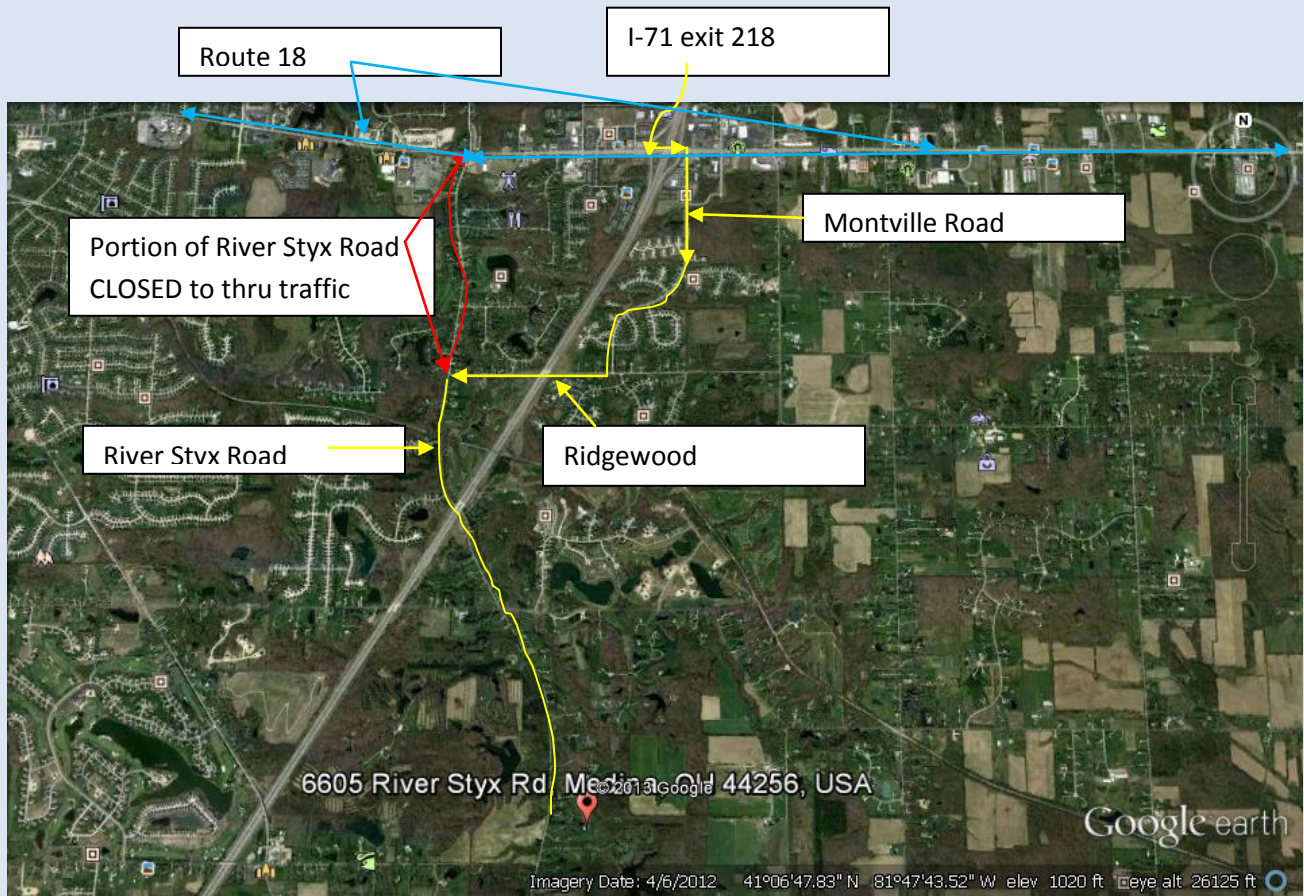 I-71 exit 218
Route 18
N
Portion of River Styx Road
CLOSED to thru traffic
Montville Road
River Styx Road
Ridgewood
6605 River Styx Rd, Medina, OH 44256, USA
©2013 Google
Google earth
Imagery Date: 4/6/2012 41°06'47.83" N 81°47'43.52" W elev 1020 ft eye alt 26125 ft